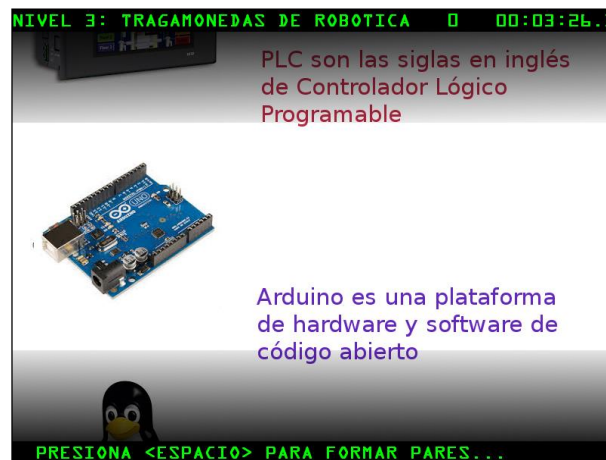 NIVEL 3: TRAGAMONEDAS DE ROBOTICA 0 00:03:26.
PLC son las siglas en inglés
de Controlador Lógico
Programable
UNO
Arduino es una plataforma
de hardware y software de
código abierto
PRESIONA <ESPACIO> PARA FORMAR PARES...